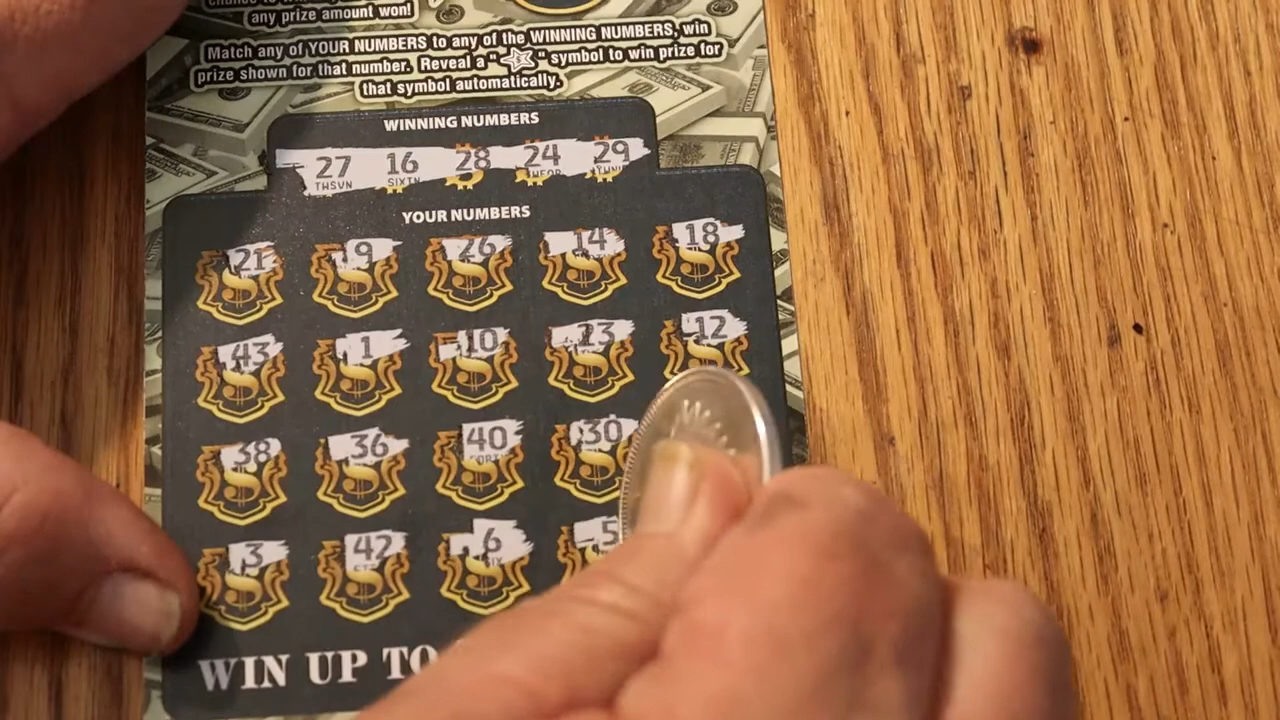 any prize amount won!
Match any of YOUR NUMBERS to any of the WINNING NUMBERS, win
prize shown for that number. Reveal a " " symbol to win prize for
that symbol automatically.
WINNING NUMBERS
27 16 28 24 29
THSVN SIXTN
YOUR NUMBERS
21 9 26 14 18
43 1 10 23 12
38 36 40 30
3 42 6 5
WIN UP TO